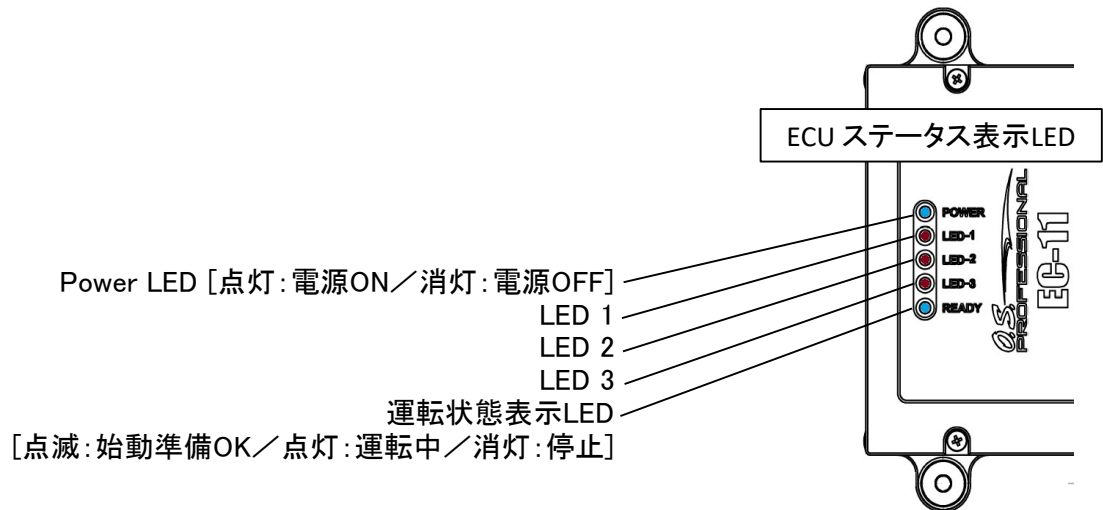 ECU ステータス表示LED
POWER
LED-1
LED-2
LED-3
READY
O.S.
PROFESSIONAL
EC-11
Power LED [点灯:電源ON/消灯:電源OFF]
LED 1
LED 2
LED 3
運転状態表示LED
[点滅:始動準備OK/点灯:運転中/消灯:停止]